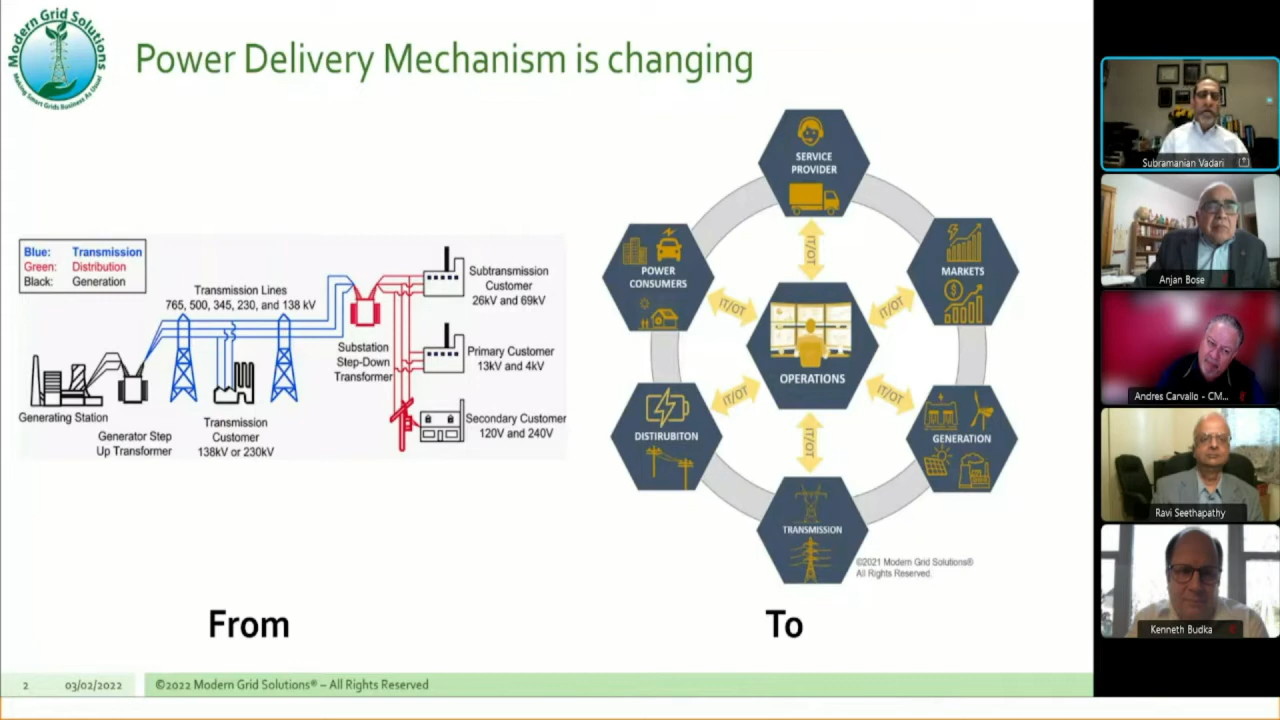 Modern Grid Solutions
Making Smart Grids Business As Usual
Power Delivery Mechanism is changing
Blue: Transmission
Green: Distribution
Black: Generation
Transmission Lines
765, 500, 345, 230, and 138 kV
Subtransmission
Customer
26kV and 69kV
Substation
Step-Down
Transformer
Primary Customer
13kV and 4kV
Secondary Customer
120V and 240V
Generating Station
Generator Step
Up Transformer
Transmission
Customer
138kV or 230kV
From
SERVICE
PROVIDER
IT/OT
POWER
CONSUMERS
IT/OT
MARKETS
IT/OT
OPERATIONS
DISTIRUBITON
IT/OT
GENERATION
IT/OT
TRANSMISSION
IT/OT
©2021 Modern Grid Solutions®
All Rights Reserved.
To
2
03/02/2022
©2022 Modern Grid Solutions® – All Rights Reserved
Subramanian Vadari
Anjan Bose
Andres Carvallo - CM...
Ravi Seethapathy
Kenneth Budka